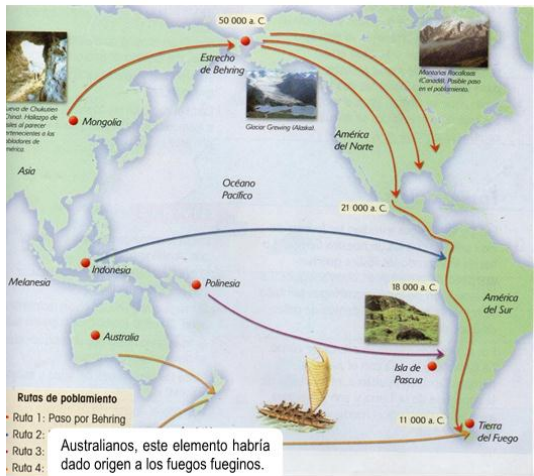 50 000 a. C.
Estrecho
de Behring
Montañas Rocallosas
(Canadá). Posible paso
en el poblamiento.
Glaciar Growing (Alaska).
Mongolia
América
del Norte
Asia
Océano
Pacífico
21 000 a. C.
Indonesia
Melanesia
Polinesia
18 000 a. C.
América
del Sur
Australia
Isla de
Pascua
Rutas de poblamiento
Ruta 1: Paso por Behring
Ruta 2:
Ruta 3:
Ruta 4:
Australianos, este elemento habría
dado origen a los fuegos fueginos.
11 000 a. C.
Tierra
del Fuego